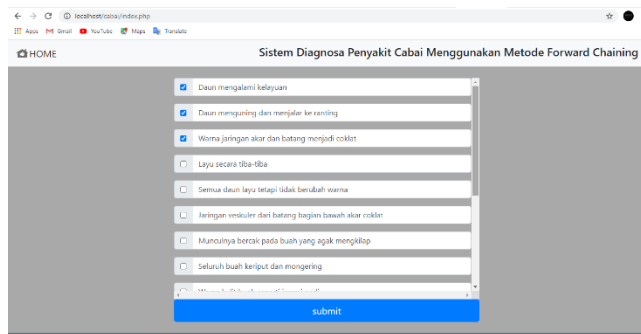 localhost/cabai/index.php
Apps Gmail YouTube Maps Translate
HOME
Sistem Diagnosa Penyakit Cabai Menggunakan Metode Forward Chaining
Daun mengalami kelayuan
Daun menguning dan menjalar ke ranting
Warna jaringan akar dan batang menjadi coklat
Layu secara tiba-tiba
Semua daun layu tetapi tidak berubah warna
Jaringan veskuler dari batang bagian bawah akar coklat
Munculnya bercak pada buah yang agak mengkilap
Seluruh buah keriput dan mongering
submit